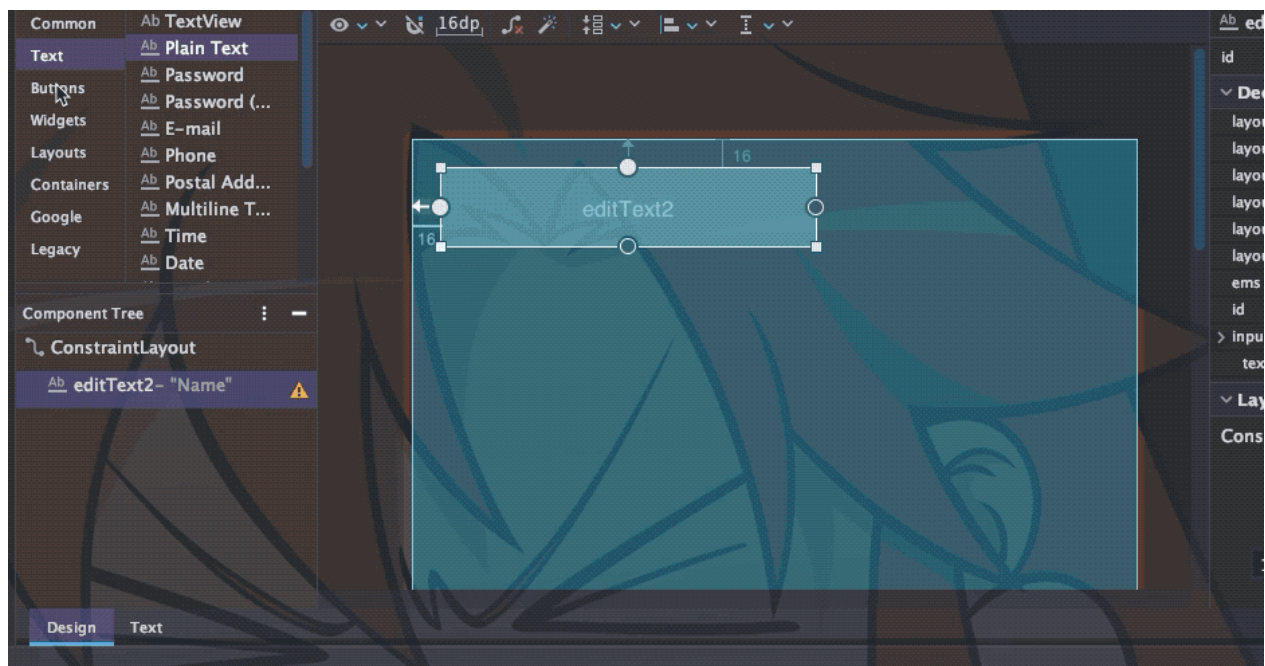 Common
Text
Buttons
Widgets
Layouts
Containers
Google
Legacy
Ab TextView
Ab Plain Text
Ab Password
Ab Password (...
Ab E-mail
Ab Phone
Ab Postal Add...
Ab Multiline T...
Ab Time
Ab Date
16dp
16
editText2
16
Component Tree
ConstraintLayout
Ab editText2- "Name"
Design
Text
Ab ed
id
Dec
layou
layou
layou
layou
layou
layou
ems
id
inpu
tex
Lay
Cons